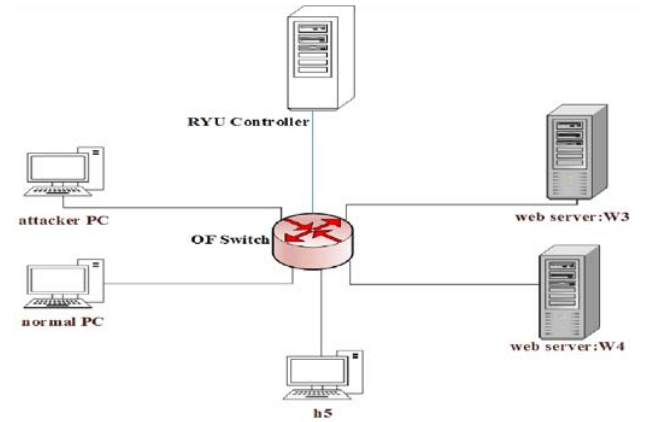 RYU Controller
attacker PC
web server:W3
OF Switch
normal PC
web server:W4
h5